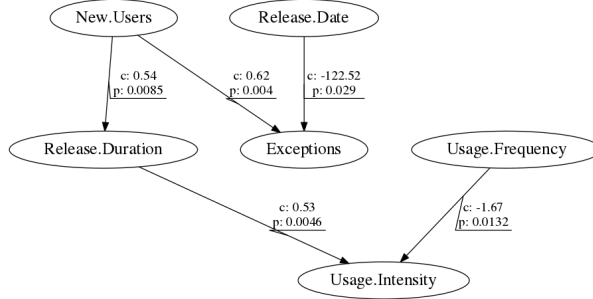 New.Users
Release.Date
c: 0.54
p: 0.0085
c: 0.62
p: 0.004
c: -122.52
p: 0.029
Release.Duration
Exceptions
Usage.Frequency
c: 0.53
p: 0.0046
c: -1.67
p: 0.0132
Usage.Intensity